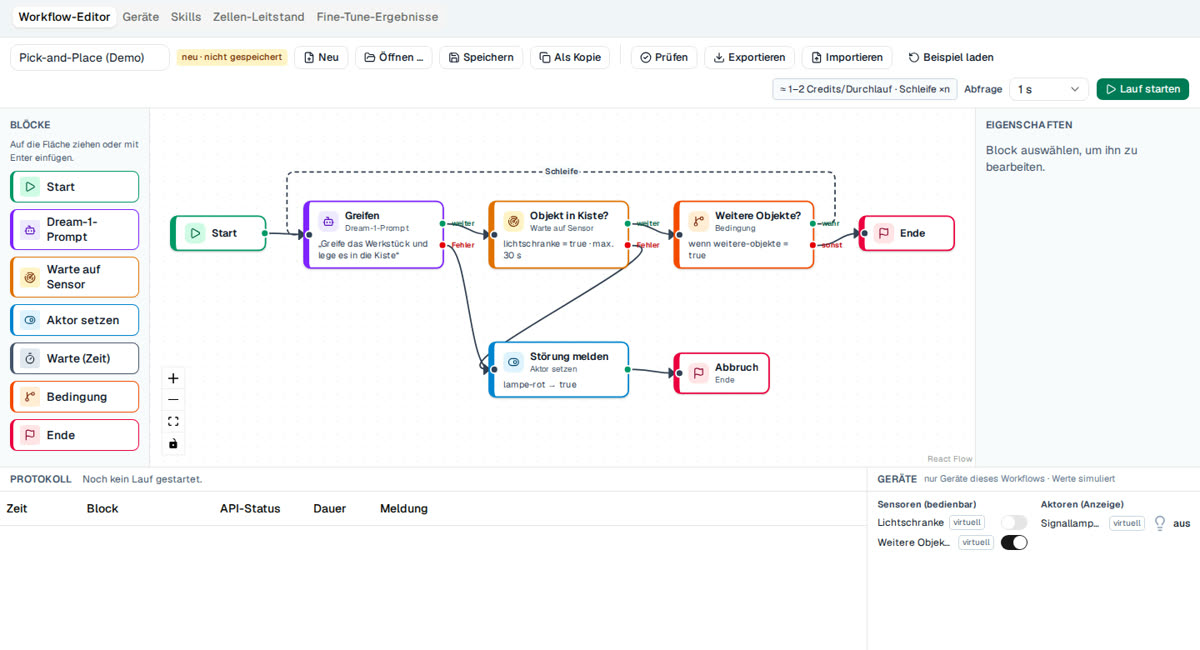 Workflow-Editor Geräte Skills Zellen-Leitstand Fine-Tune-Ergebnisse
Pick-and-Place (Demo) neu · nicht gespeichert Neu Öffnen ... Speichern Als Kopie Prüfen Exportieren Importieren Beispiel laden
≈ 1–2 Credits/Durchlauf · Schleife ×n Abfrage 1 s Lauf starten
BLÖCKE
Auf die Fläche ziehen oder mit
Enter einfügen.
Start
Dream-1-
Prompt
Warte auf
Sensor
Aktor setzen
Warte (Zeit)
Bedingung
Ende
Schleife
Start
Greifen
Dream-1-Prompt
„Greife das Werkstück und
lege es in die Kiste"
weiter
Fehler
Objekt in Kiste?
Warte auf Sensor
lichtschranke = true · max.
30 s
weiter
Fehler
Weitere Objekte?
Bedingung
wenn weitere-objekte =
true
wahr
sonst
Ende
Störung melden
Aktor setzen
lampe-rot → true
Abbruch
Ende
React Flow
EIGENSCHAFTEN
Block auswählen, um ihn zu
bearbeiten.
PROTOKOLL Noch kein Lauf gestartet.
Zeit Block API-Status Dauer Meldung
GERÄTE nur Geräte dieses Workflows · Werte simuliert
Sensoren (bedienbar)
Lichtschranke virtuell
Weitere Objek... virtuell
Aktoren (Anzeige)
Signallamp... virtuell aus